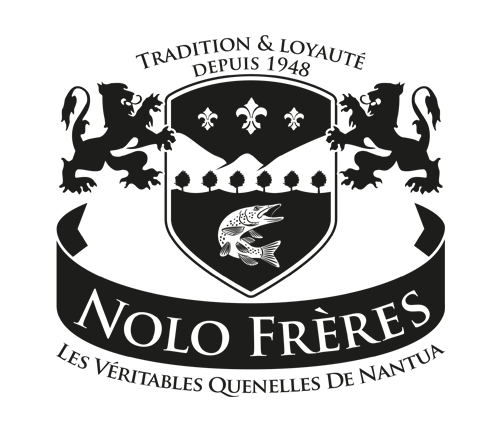 Tradition & loyauté
depuis 1948
Nolo Frères
Les Véritables Quenelles De Nantua